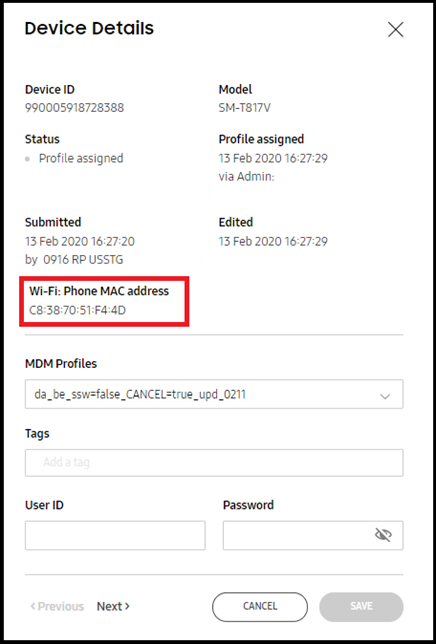 Device Details
Device ID
990005918728388
Model
SM-T817V
Status
Profile assigned
Profile assigned
13 Feb 2020 16:27:29
via Admin:
Submitted
13 Feb 2020 16:27:20
by 0916 RP USSTG
Edited
13 Feb 2020 16:27:29
Wi-Fi: Phone MAC address
C8:38:70:51:F4:4D
MDM Profiles
da_be_ssw=false_CANCEL=true_upd_0211
Tags
Add a tag
User ID
Password
Previous
Next
CANCEL
SAVE